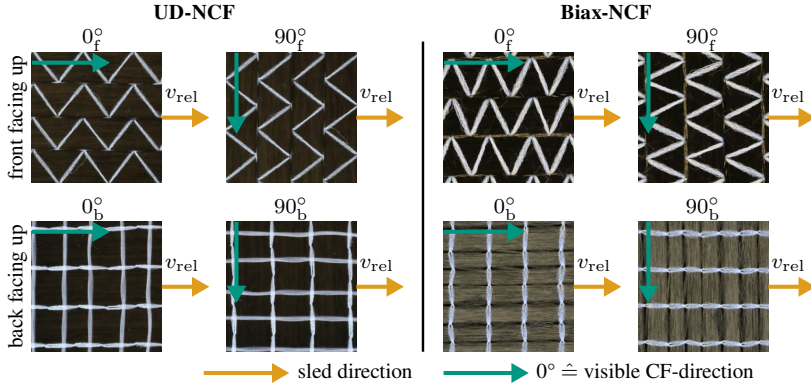 UD-NCF
Biax-NCF
0°f
90°f
0°f
90°f
front facing up
vrel
vrel
vrel
vrel
0°b
90°b
0°b
90°b
back facing up
vrel
vrel
vrel
vrel
sled direction
0° ≙ visible CF-direction